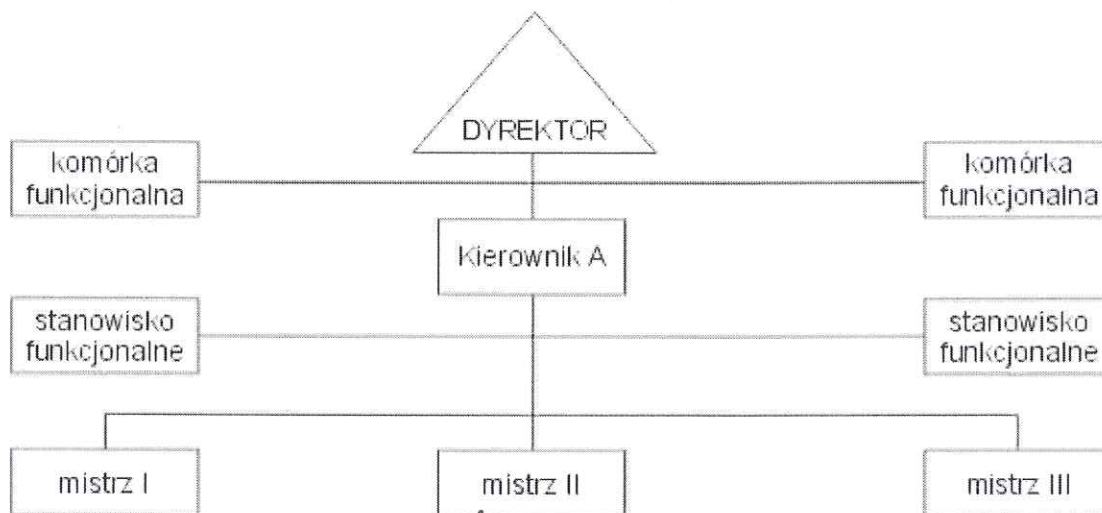 DYREKTOR
komórka
funkcjonalna
komórka
funkcjonalna
Kierownik A
stanowisko
funkcjonalne
stanowisko
funkcjonalne
mistrz I
mistrz II
mistrz III